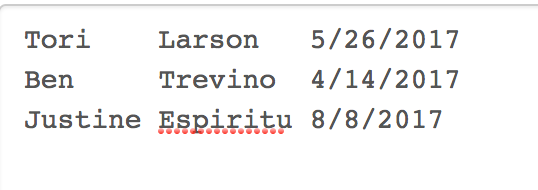 Tori    Larson   5/26/2017
Ben     Trevino  4/14/2017
Justine Espiritu 8/8/2017